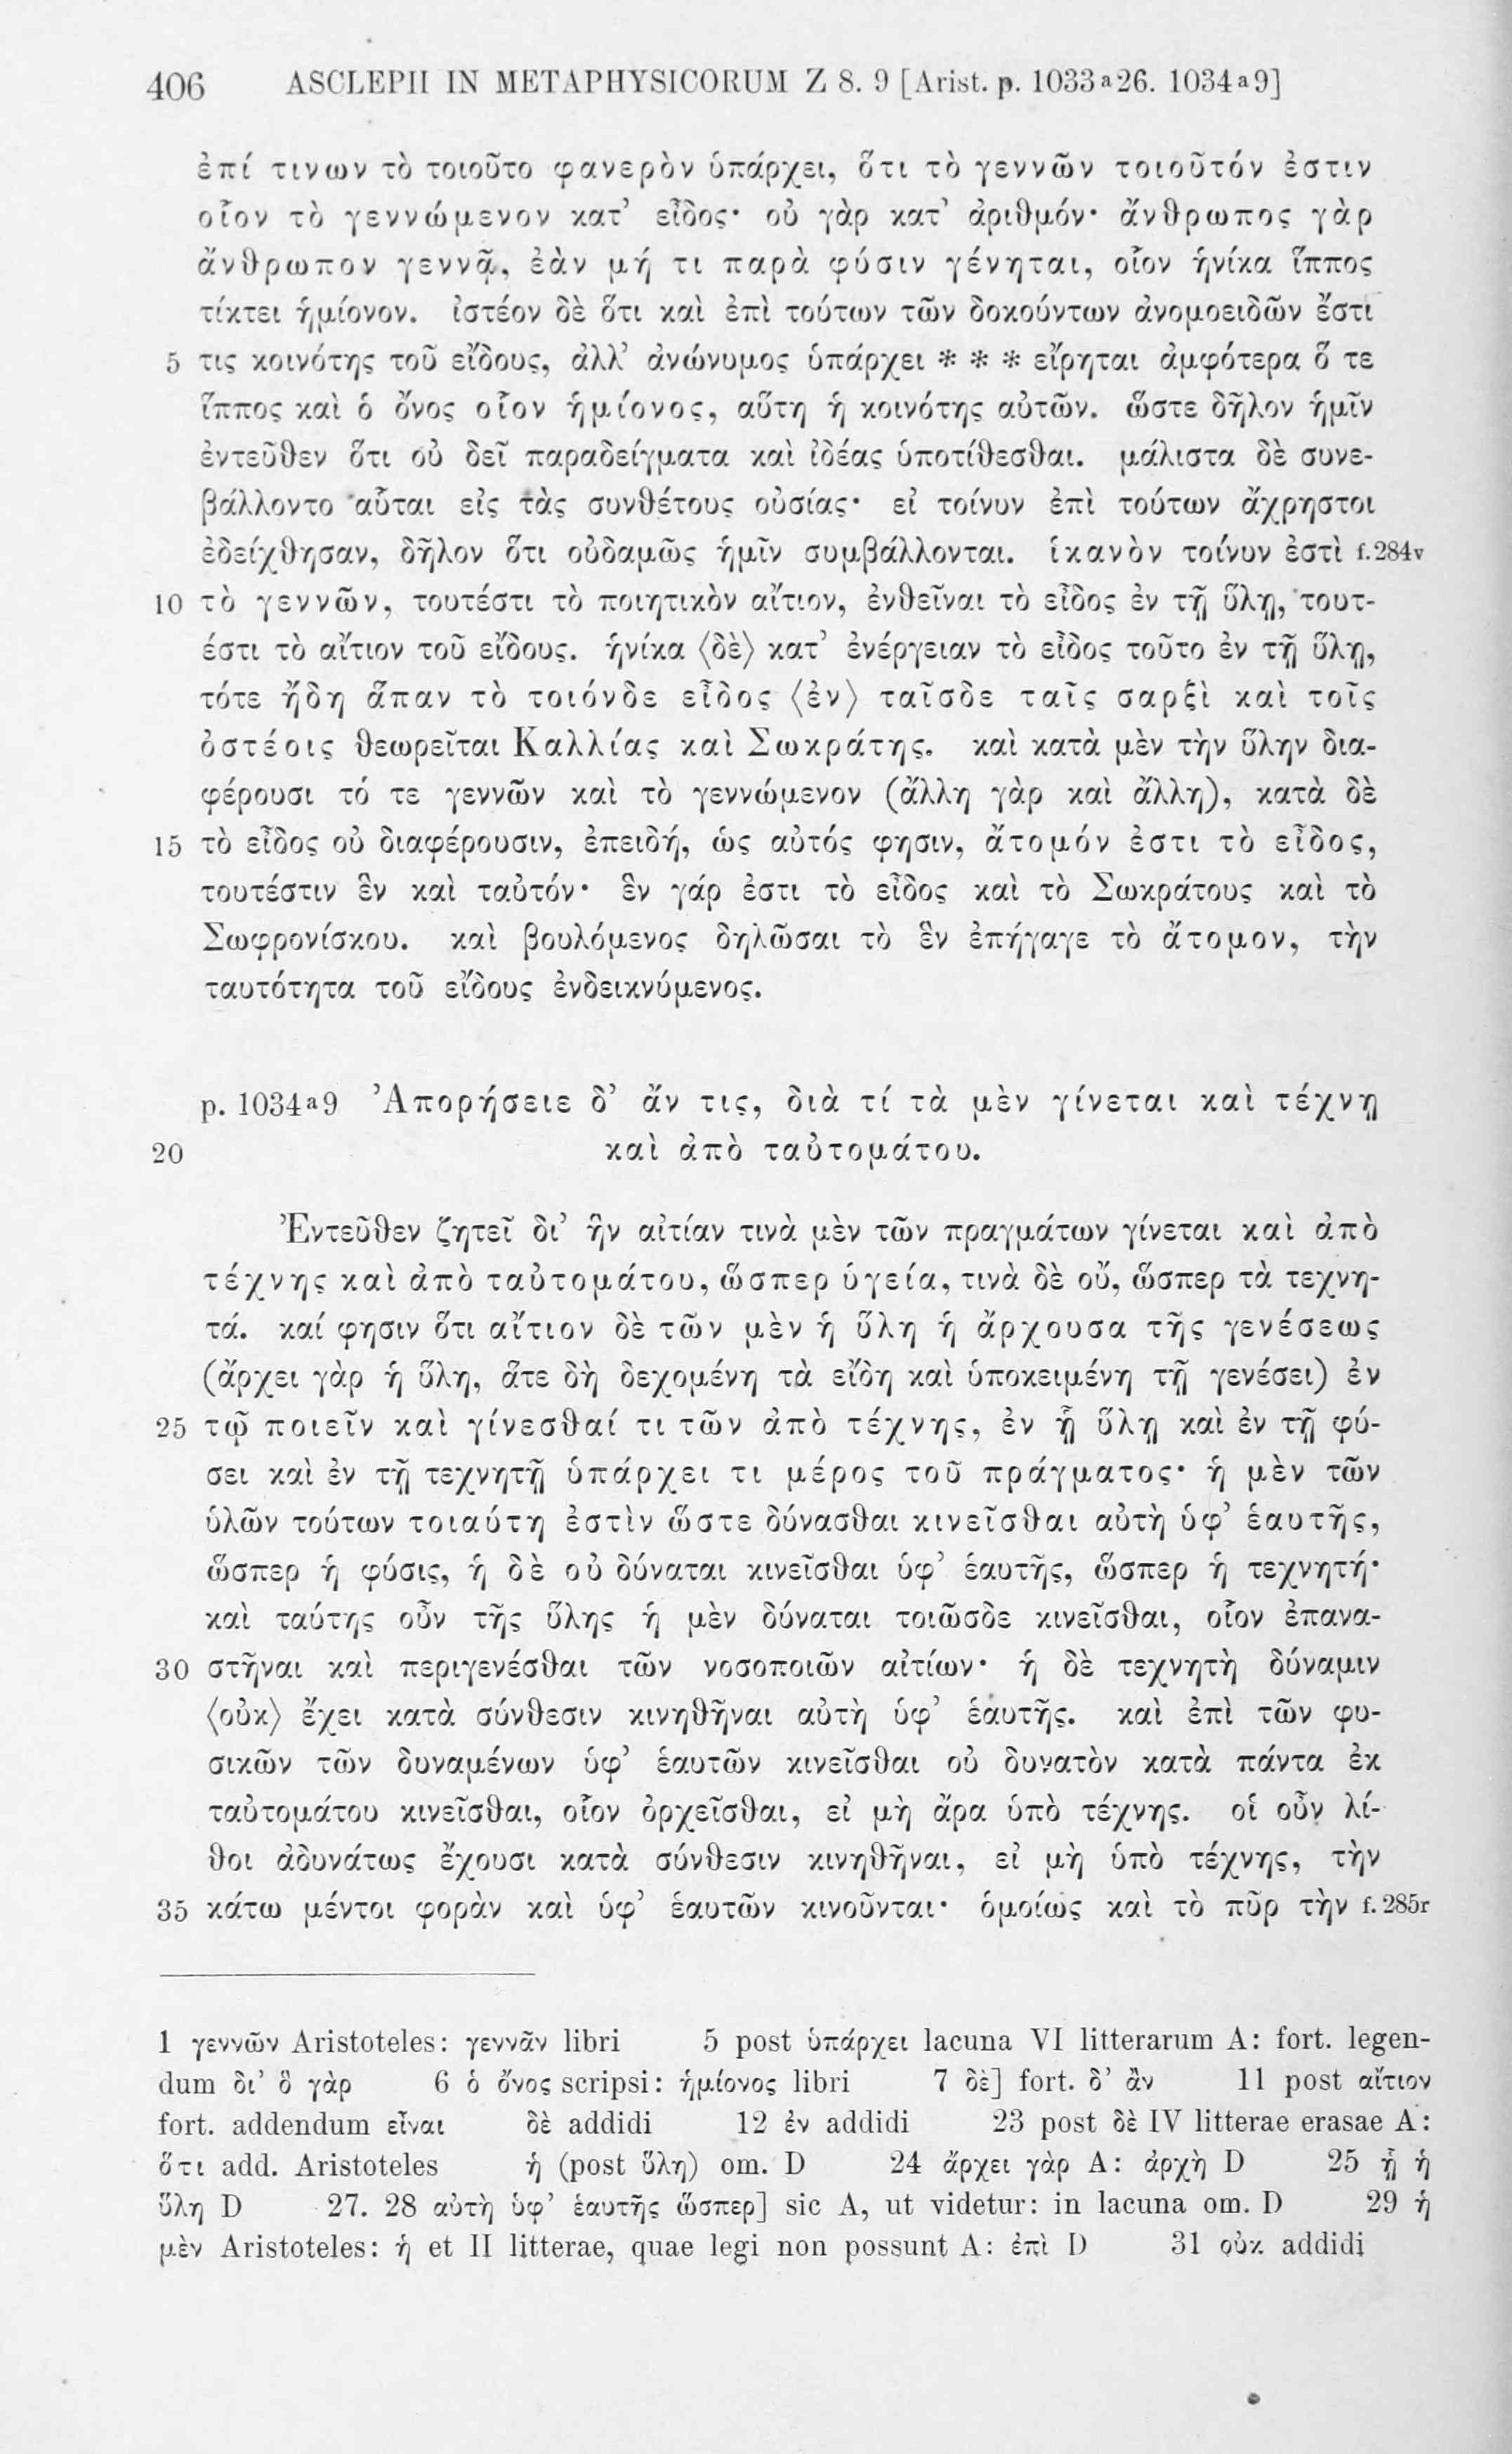 406 ASCLEPII IN METAPHYSICORUM Z 8. 9 [Arist. p. 1033ª26. 1034ª9]
ἐπί τινων τὸ τοιοῦτο φανερὸν ὑπάρχει, ὅτι τὸ γεννῶν τοιοῦτόν ἐστιν
οἷον τὸ γεννώμενον κατ’ εἶδος· οὐ γὰρ κατ’ ἀριθμόν· ἄνθρωπος γὰρ
ἄνθρωπον γεννᾷ, ἐὰν μή τι παρὰ φύσιν γένηται, οἷον ἡνίκα ἵππος
τίκτει ἡμίονον. ἰστέον δὲ ὅτι καὶ ἐπὶ τούτων τῶν δοκούντων ἀνομοειδῶν ἔστι
5 τις κοινότης τοῦ εἴδους, ἀλλ’ ἀνώνυμος ὑπάρχει * * * εἴρηται ἀμφότερα ὅ τε
ἵππος καὶ ὁ ὄνος οἷον ἡμίονος, αὕτη ἡ κοινότης αὐτῶν. ὥστε δῆλον ἡμῖν
ἐντεῦθεν ὅτι οὐ δεῖ παραδείγματα καὶ ἰδέας ὑποτίθεσθαι. μάλιστα δὲ συνε-
βάλλοντο αὗται εἰς τὰς συνθέτους οὐσίας· εἰ τοίνυν ἐπὶ τούτων ἄχρηστοι
ἐδείχθησαν, δῆλον ὅτι οὐδαμῶς ἡμῖν συμβάλλονται. ἱκανὸν τοίνυν ἐστὶ f.284v
10 τὸ γεννῶν, τουτέστι τὸ ποιητικὸν αἴτιον, ἐνθεῖναι τὸ εἶδος ἐν τῇ ὕλῃ, τουτ-
έστι τὸ αἴτιον τοῦ εἴδους. ἡνίκα ⟨δὲ⟩ κατ’ ἐνέργειαν τὸ εἶδος τοῦτο ἐν τῇ ὕλῃ,
τότε ἤδη ἅπαν τὸ τοιόνδε εἶδος ⟨ἐν⟩ ταῖσδε ταῖς σαρξὶ καὶ τοῖς
ὀστέοις θεωρεῖται Καλλίας καὶ Σωκράτης. καὶ κατὰ μὲν τὴν ὕλην δια-
φέρουσι τό τε γεννῶν καὶ τὸ γεννώμενον (ἄλλη γὰρ καὶ ἄλλη), κατὰ δὲ
15 τὸ εἶδος οὐ διαφέρουσιν, ἐπειδή, ὡς αὐτός φησιν, ἄτομόν ἐστι τὸ εἶδος,
τουτέστιν ἓν καὶ ταὐτόν· ἓν γάρ ἐστι τὸ εἶδος καὶ τὸ Σωκράτους καὶ τὸ
Σωφρονίσκου. καὶ βουλόμενος δηλῶσαι τὸ ἓν ἐπήγαγε τὸ ἄτομον, τὴν
ταυτότητα τοῦ εἴδους ἐνδεικνύμενος.
p. 1034ª9 Ἀπορήσειε δ’ ἄν τις, διὰ τί τὰ μὲν γίνεται καὶ τέχνῃ
20 καὶ ἀπὸ ταὐτομάτου.
Ἐντεῦθεν ζητεῖ δι’ ἣν αἰτίαν τινὰ μὲν τῶν πραγμάτων γίνεται καὶ ἀπὸ
τέχνης καὶ ἀπὸ ταὐτομάτου, ὥσπερ ὑγεία, τινὰ δὲ οὔ, ὥσπερ τὰ τεχνη-
τά. καί φησιν ὅτι αἴτιον δὲ τῶν μὲν ἡ ὕλη ἡ ἄρχουσα τῆς γενέσεως
(ἄρχει γὰρ ἡ ὕλη, ἅτε δὴ δεχομένη τὰ εἴδη καὶ ὑποκειμένη τῇ γενέσει) ἐν
25 τῷ ποιεῖν καὶ γίνεσθαί τι τῶν ἀπὸ τέχνης, ἐν ᾗ ὕλῃ καὶ ἐν τῇ φύ-
σει καὶ ἐν τῇ τεχνητῇ ὑπάρχει τι μέρος τοῦ πράγματος· ἡ μὲν τῶν
ὑλῶν τούτων τοιαύτη ἐστὶν ὥστε δύνασθαι κινεῖσθαι αὐτὴ ὑφ’ ἑαυτῆς,
ὥσπερ ἡ φύσις, ἡ δὲ οὐ δύναται κινεῖσθαι ὑφ’ ἑαυτῆς, ὥσπερ ἡ τεχνητή·
καὶ ταύτης οὖν τῆς ὕλης ἡ μὲν δύναται τοιῶσδε κινεῖσθαι, οἷον ἐπανα-
30 στῆναι καὶ περιγενέσθαι τῶν νοσοποιῶν αἰτίων· ἡ δὲ τεχνητὴ δύναμιν
⟨οὐκ⟩ ἔχει κατὰ σύνθεσιν κινηθῆναι αὐτὴ ὑφ’ ἑαυτῆς. καὶ ἐπὶ τῶν φυ-
σικῶν τῶν δυναμένων ὑφ’ ἑαυτῶν κινεῖσθαι οὐ δυνατὸν κατὰ πάντα ἐκ
ταὐτομάτου κινεῖσθαι, οἷον ὀρχεῖσθαι, εἰ μὴ ἄρα ὑπὸ τέχνης. οἱ οὖν λί-
θοι ἀδυνάτως ἔχουσι κατὰ σύνθεσιν κινηθῆναι, εἰ μὴ ὑπὸ τέχνης, τὴν
35 κάτω μέντοι φορὰν καὶ ὑφ’ ἑαυτῶν κινοῦνται· ὁμοίως καὶ τὸ πῦρ τὴν f.285r
1 γεννῶν Aristoteles: γεννᾶν libri 5 post ὑπάρχει lacuna VI litterarum A: fort. legen-
dum δι’ ὃ γὰρ 6 ὁ ὄνος scripsi: ἡμίονος libri 7 δὲ] fort. δ’ ἂν 11 post αἴτιον
fort. addendum εἶναι δὲ addidi 12 ἐν addidi 23 post δὲ IV litterae erasae A:
ὅτι add. Aristoteles ἡ (post ὕλη) om. D 24 ἄρχει γὰρ A: ἀρχὴ D 25 ᾗ ἡ
ὕλη D 27. 28 αὐτὴ ὑφ’ ἑαυτῆς ὥσπερ] sic A, ut videtur: in lacuna om. D 29 ἡ
μὲν Aristoteles: ἡ et II litterae, quae legi non possunt A: ἐπὶ D 31 οὐκ addidi